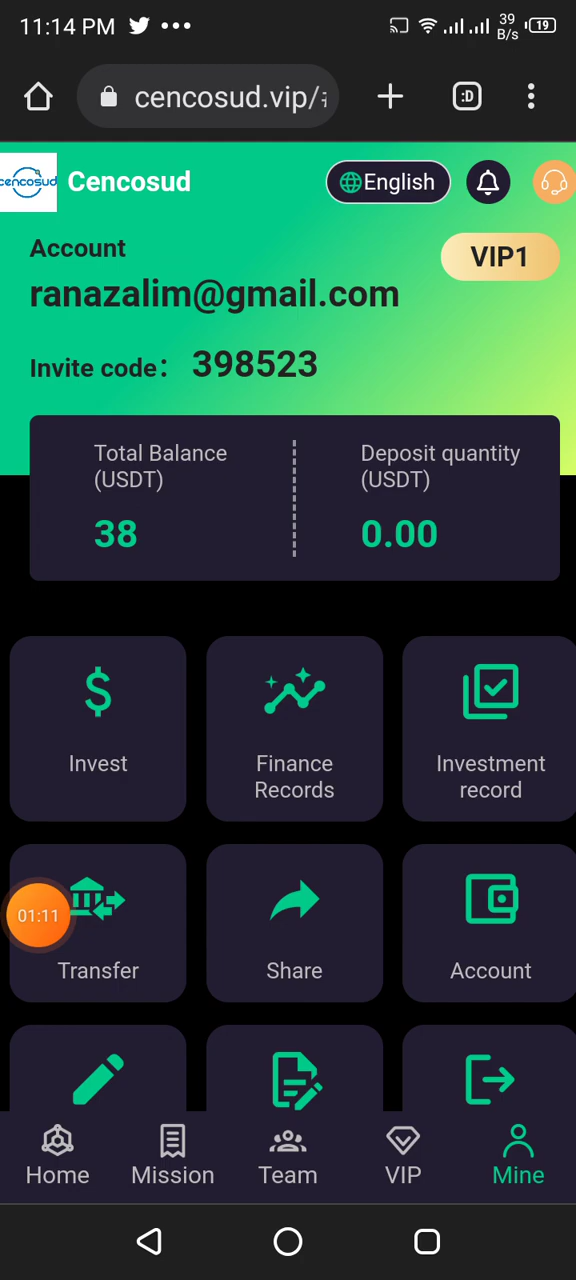 11:14 PM
39
B/s
19
:D
cencosud.vip/
cencosud
Cencosud
English
Account
VIP1
ranazalim@gmail.com
Invite code: 398523
Total Balance
(USDT)
Deposit quantity
(USDT)
38
0.00
Invest
Finance
Records
Investment
record
01:11
Transfer
Share
Account
Home
Mission
Team
VIP
Mine